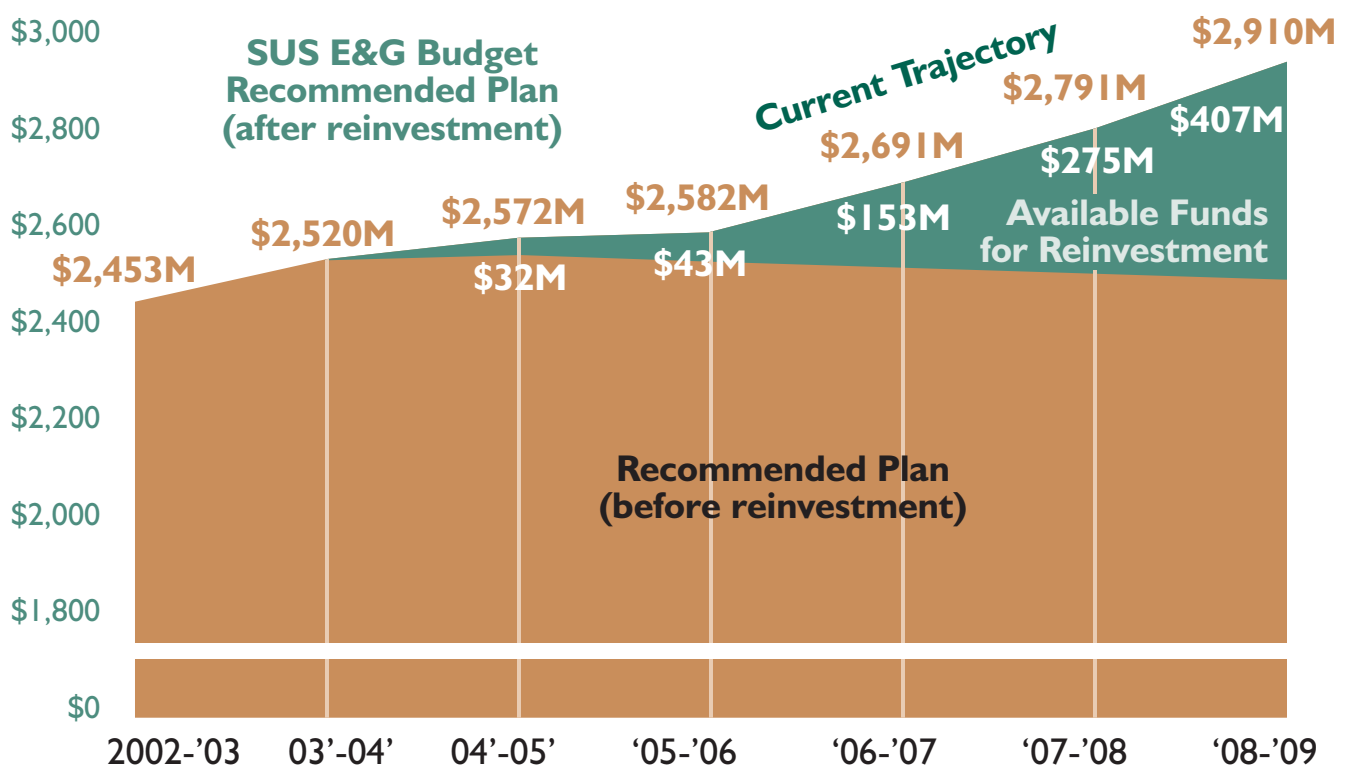 $3,000
$2,800
$2,600
$2,400
$2,200
$2,000
$1,800
$0
SUS E&G Budget
Recommended Plan
(after reinvestment)
Current Trajectory
$2,453M
$2,520M
$2,572M
$2,582M
$2,691M
$2,791M
$2,910M
$32M
$43M
$153M
$275M
$407M
Available Funds
for Reinvestment
Recommended Plan
(before reinvestment)
2002-'03 03'-04' 04'-05' ‘05-’06 ‘06-’07 ‘07-’08 ‘08-’09